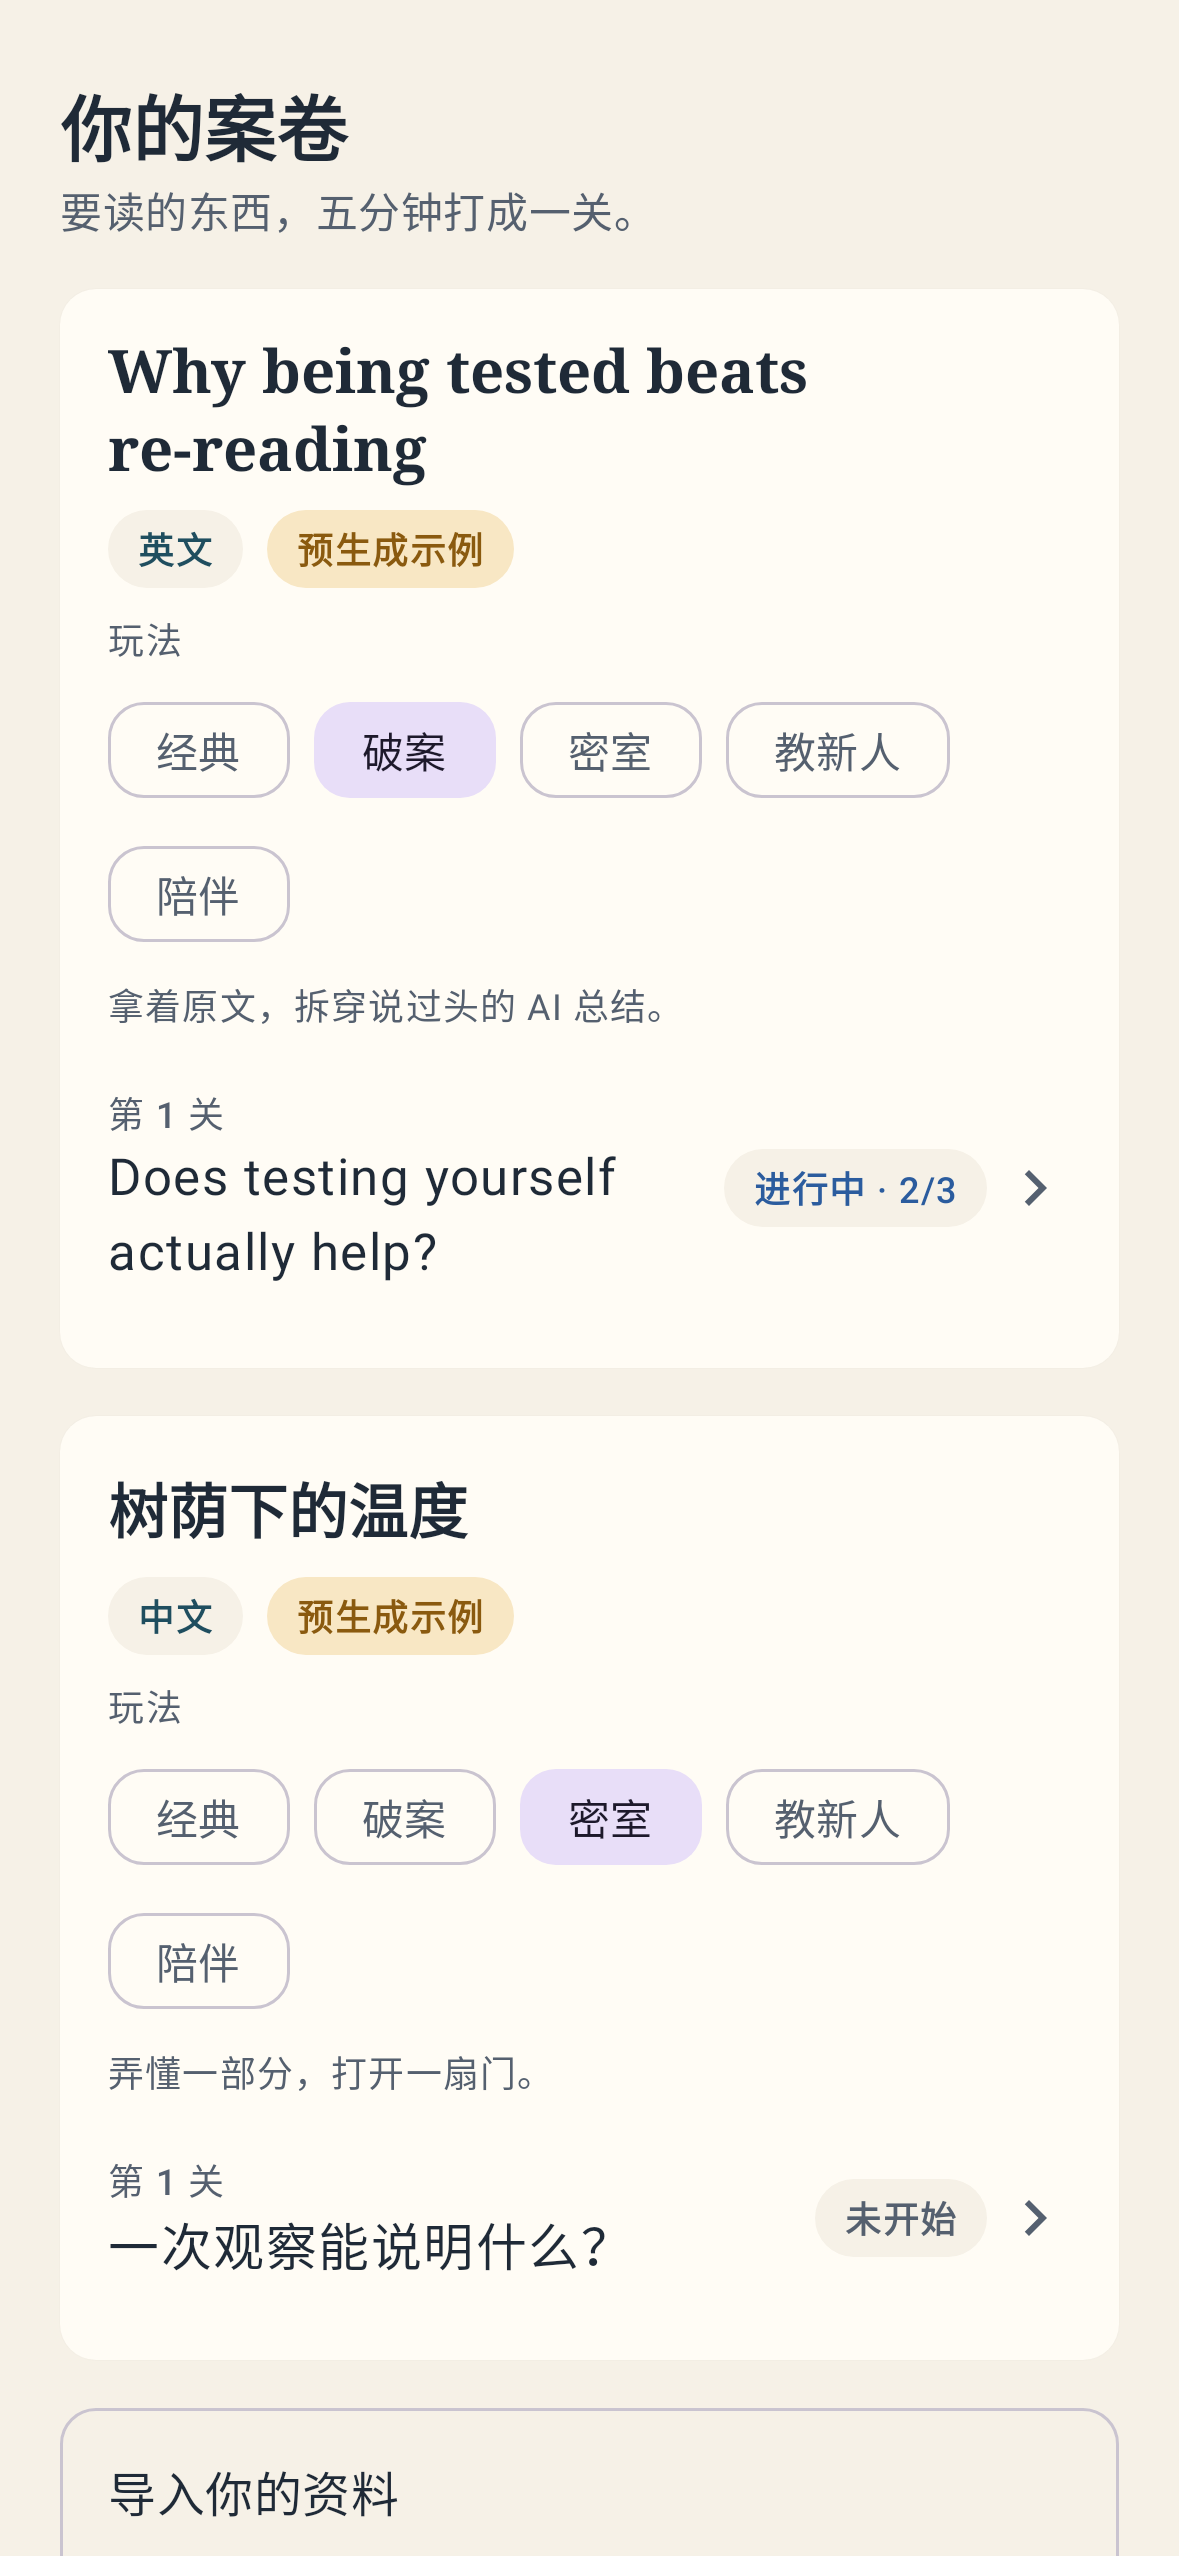 你的案卷
要读的东西，五分钟打成一关。
Why being tested beats
re-reading
英文 预生成示例
玩法
经典 破案 密室 教新人
陪伴
拿着原文，拆穿说过头的 AI 总结。
第 1 关
Does testing yourself
actually help?
进行中 · 2/3
树荫下的温度
中文 预生成示例
玩法
经典 破案 密室 教新人
陪伴
弄懂一部分，打开一扇门。
第 1 关
一次观察能说明什么？
未开始
导入你的资料